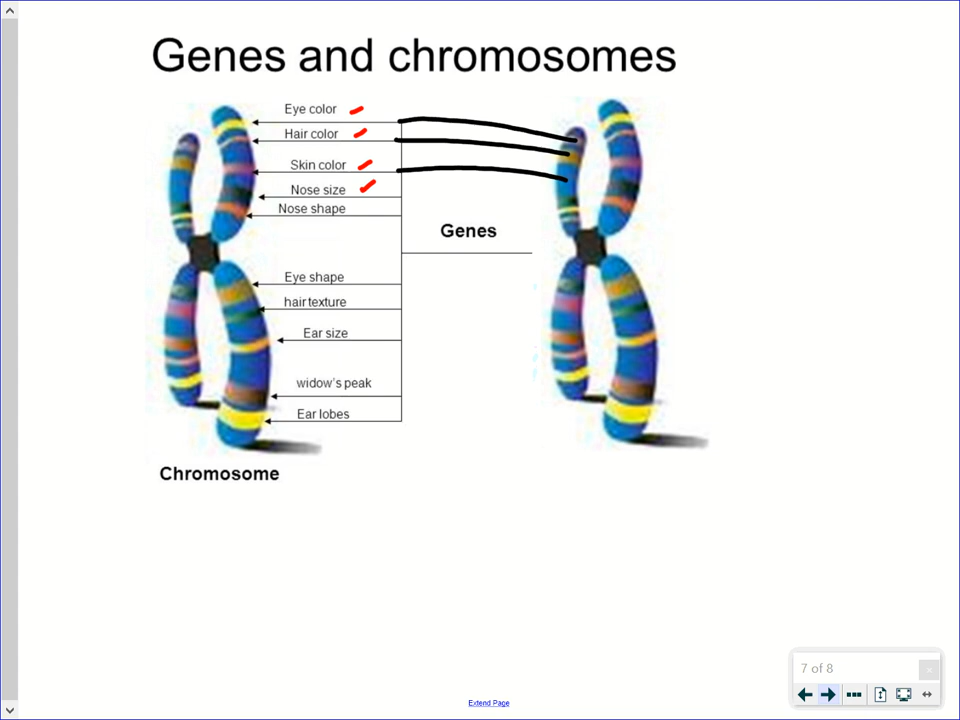 Genes and chromosomes
Eye color
Hair color
Skin color
Nose size
Nose shape
Genes
Eye shape
hair texture
Ear size
widow's peak
Ear lobes
Chromosome
7 of 8
Extend Page